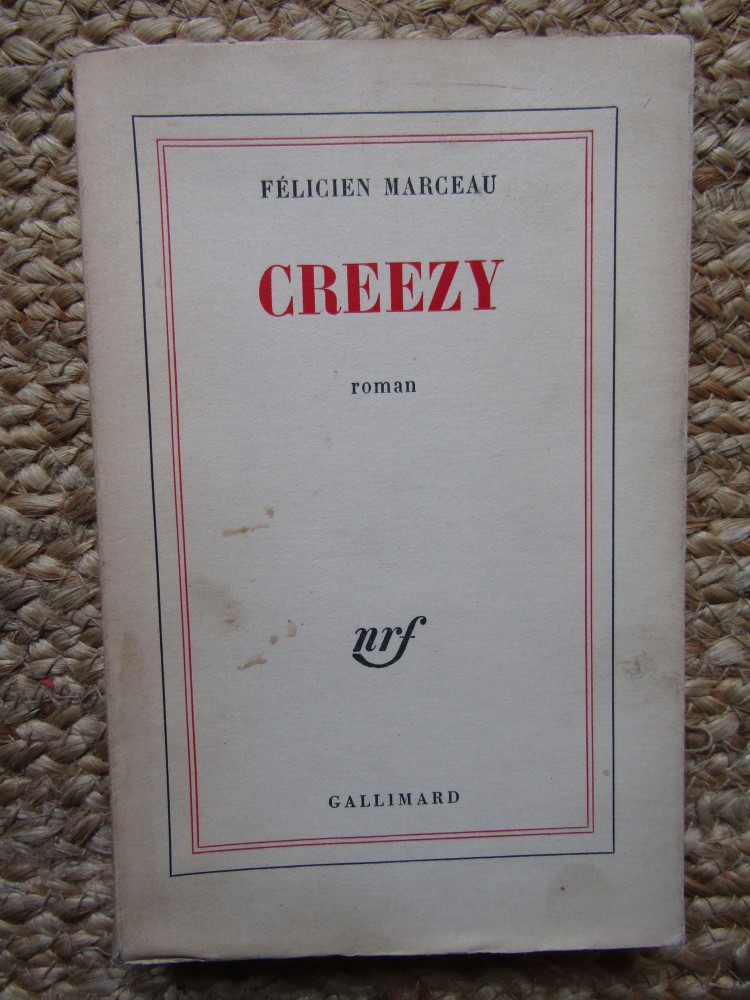 FÉLICIEN MARCEAU
CREEZY
roman
nrf
GALLIMARD